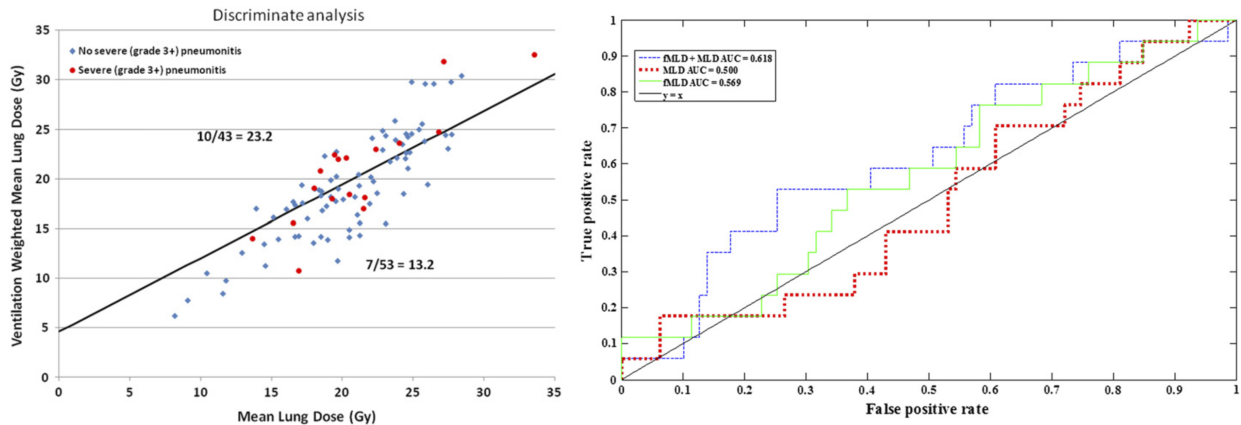 Discriminate analysis
Ventilation Weighted Mean Lung Dose (Gy)
35
30
25
20
15
10
5
0
No severe (grade 3+) pneumonitis
Severe (grade 3+) pneumonitis
10/43 = 23.2
7/53 = 13.2
0 5 10 15 20 25 30 35
Mean Lung Dose (Gy)
True positive rate
1
0.9
0.8
0.7
0.6
0.5
0.4
0.3
0.2
0.1
0
fMLD + MLD AUC = 0.618
MLD AUC = 0.500
fMLD AUC = 0.569
y = x
0 0.1 0.2 0.3 0.4 0.5 0.6 0.7 0.8 0.9 1
False positive rate